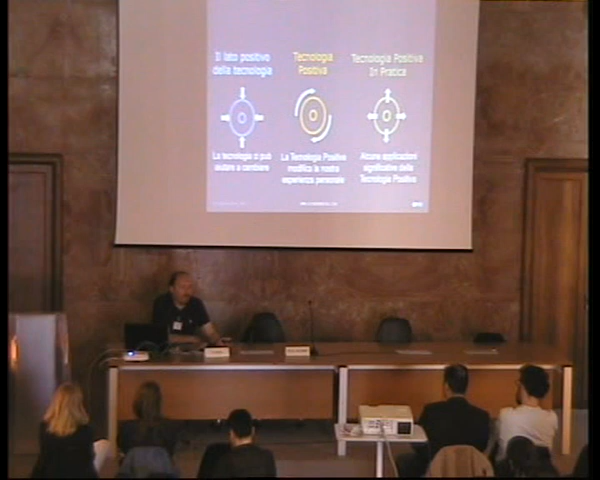 Il lato positivo
della tecnologia
Tecnologia
Positiva
Tecnologia Positiva
In Pratica
La tecnologia ci può
aiutare a cambiare
La Tecnologia Positiva
modifica la nostra
esperienza personale
Alcune applicazioni
significative della
Tecnologia Positiva